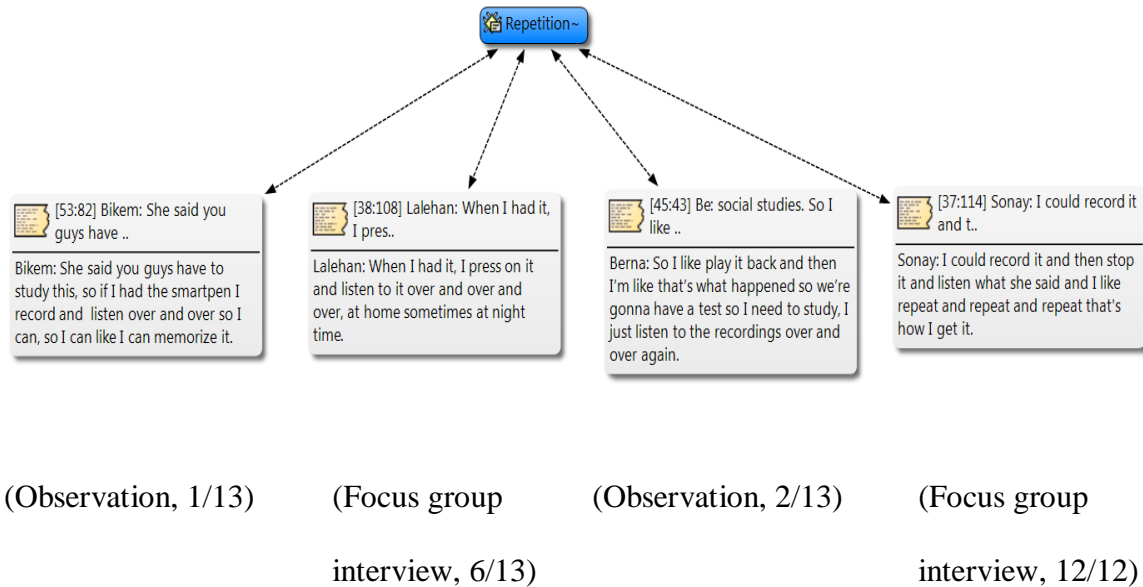 Repetition~
[53:82] Bikem: She said you
guys have ..
Bikem: She said you guys have to
study this, so if I had the smartpen I
record and  listen over and over so I
can, so I can like I can memorize it.
[38:108] Lalehan: When I had it,
I pres..
Lalehan: When I had it, I press on it
and listen to it over and over and
over, at home sometimes at night
time.
[45:43] Be: social studies. So I
like ..
Berna: So I like play it back and then
I'm like that's what happened so we're
gonna have a test so I need to study, I
just listen to the recordings over and
over again.
[37:114] Sonay: I could record it
and t..
Sonay: I could record it and then stop
it and listen what she said and I like
repeat and repeat and repeat that's
how I get it.
(Observation, 1/13)
(Focus group
interview, 6/13)
(Observation, 2/13)
(Focus group
interview, 12/12)